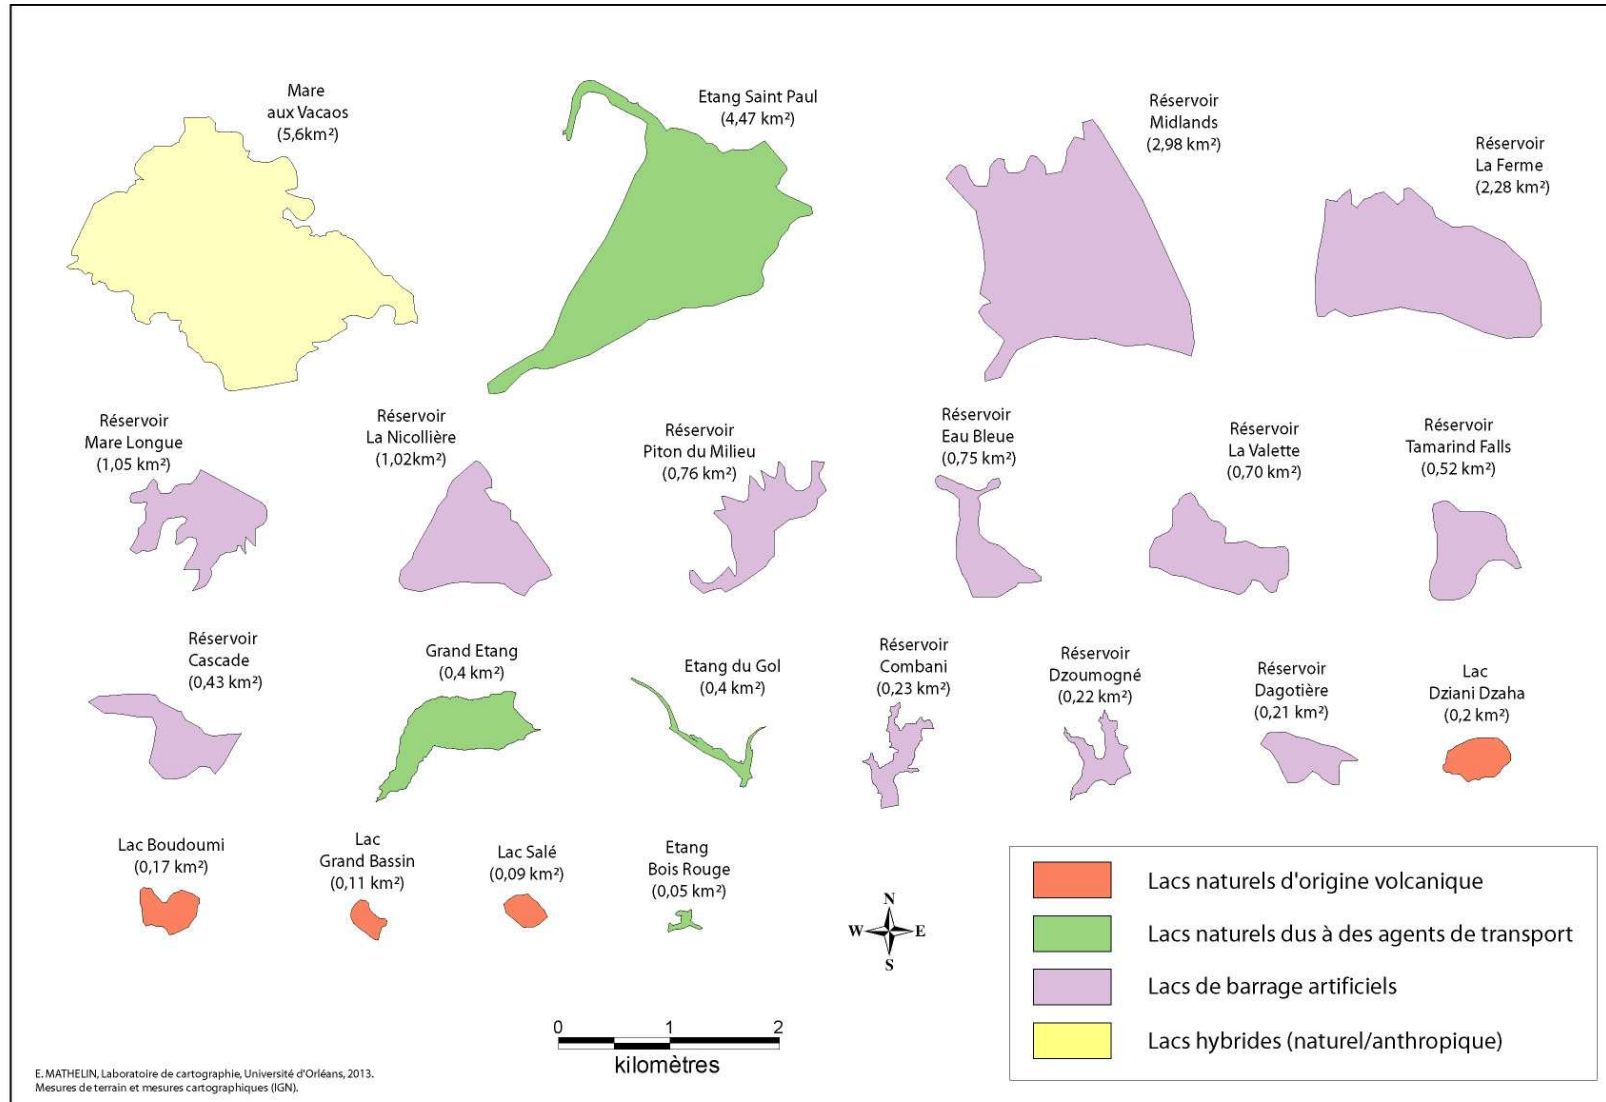 Mare
aux Vacaos
(5,6km²)
Etang Saint Paul
(4,47 km²)
Réservoir
Midlands
(2,98 km²)
Réservoir
La Ferme
(2,28 km²)
Réservoir
Mare Longue
(1,05 km²)
Réservoir
La Nicollière
(1,02km²)
Réservoir
Piton du Milieu
(0,76 km²)
Réservoir
Eau Bleue
(0,75 km²)
Réservoir
La Valette
(0,70 km²)
Réservoir
Tamarind Falls
(0,52 km²)
Réservoir
Cascade
(0,43 km²)
Grand Etang
(0,4 km²)
Etang du Gol
(0,4 km²)
Réservoir
Combani
(0,23 km²)
Réservoir
Dzoumogné
(0,22 km²)
Réservoir
Dagotière
(0,21 km²)
Lac
Dziani Dzaha
(0,2 km²)
Lac Boudoumi
(0,17 km²)
Lac
Grand Bassin
(0,11 km²)
Lac Salé
(0,09 km²)
Etang
Bois Rouge
(0,05 km²)
N
W E
S
0 1 2
kilomètres
Lacs naturels d'origine volcanique
Lacs naturels dus à des agents de transport
Lacs de barrage artificiels
Lacs hybrides (naturel/anthropique)
E. MATHELIN, Laboratoire de cartographie, Université d'Orléans, 2013.
Mesures de terrain et mesures cartographiques (IGN).